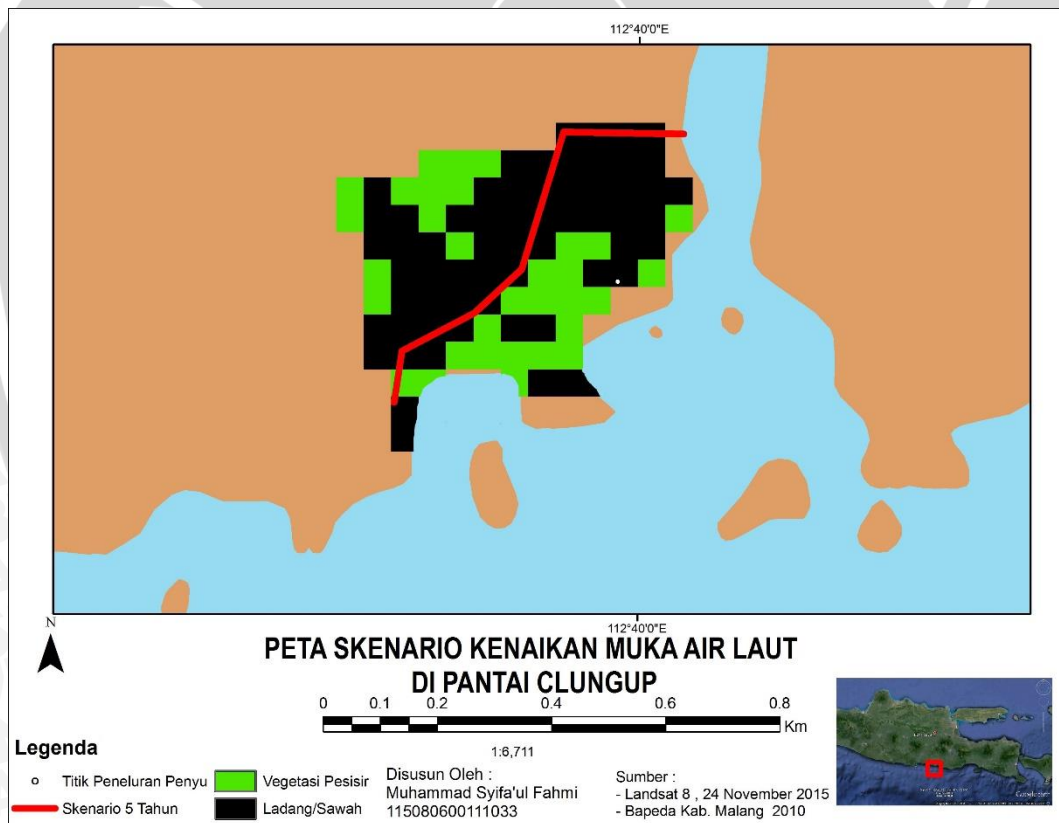 112°40'0"E
112°40'0"E
N
PETA SKENARIO KENAIKAN MUKA AIR LAUT
DI PANTAI CLUNGUP
0 0.1 0.2 0.4 0.6 0.8
Km
1:6,711
Legenda
Titik Peneluran Penyu
Vegetasi Pesisir
Skenario 5 Tahun
Ladang/Sawah
Disusun Oleh :
Muhammad Syifa'ul Fahmi
115080600111033
Sumber :
- Landsat 8 , 24 November 2015
- Bapeda Kab. Malang 2010